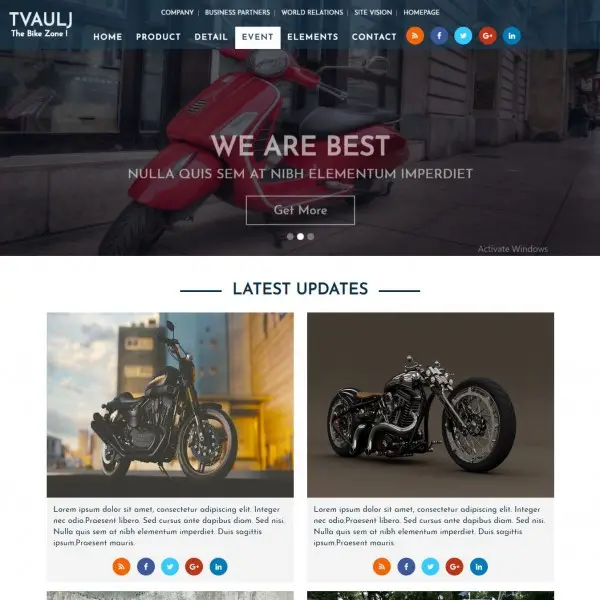 TVAULJ
The Bike Zone !
COMPANY | BUSINESS PARTNERS | WORLD RELATIONS | SITE VISION | HOMEPAGE
HOME PRODUCT DETAIL EVENT ELEMENTS CONTACT
WE ARE BEST
NULLA QUIS SEM AT NIBH ELEMENTUM IMPERDIET
Get More
Activate Windows
LATEST UPDATES
Lorem ipsum dolor sit amet, consectetur adipiscing elit. Integer
nec odio.Praesent libero. Sed cursus ante dapibus diam. Sed nisi.
Nulla quis sem at nibh elementum imperdiet. Duis sagittis
ipsum.Praesent mauris.
Lorem ipsum dolor sit amet, consectetur adipiscing elit. Integer
nec odio.Praesent libero. Sed cursus ante dapibus diam. Sed nisi.
Nulla quis sem at nibh elementum imperdiet. Duis sagittis
ipsum.Praesent mauris.